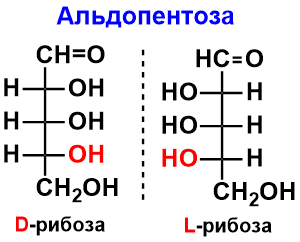 Альдопентоза
CH=O HC=O
H OH HO H
H OH HO H
H OH HO H
CH₂OH CH₂OH
D-рибоза L-рибоза